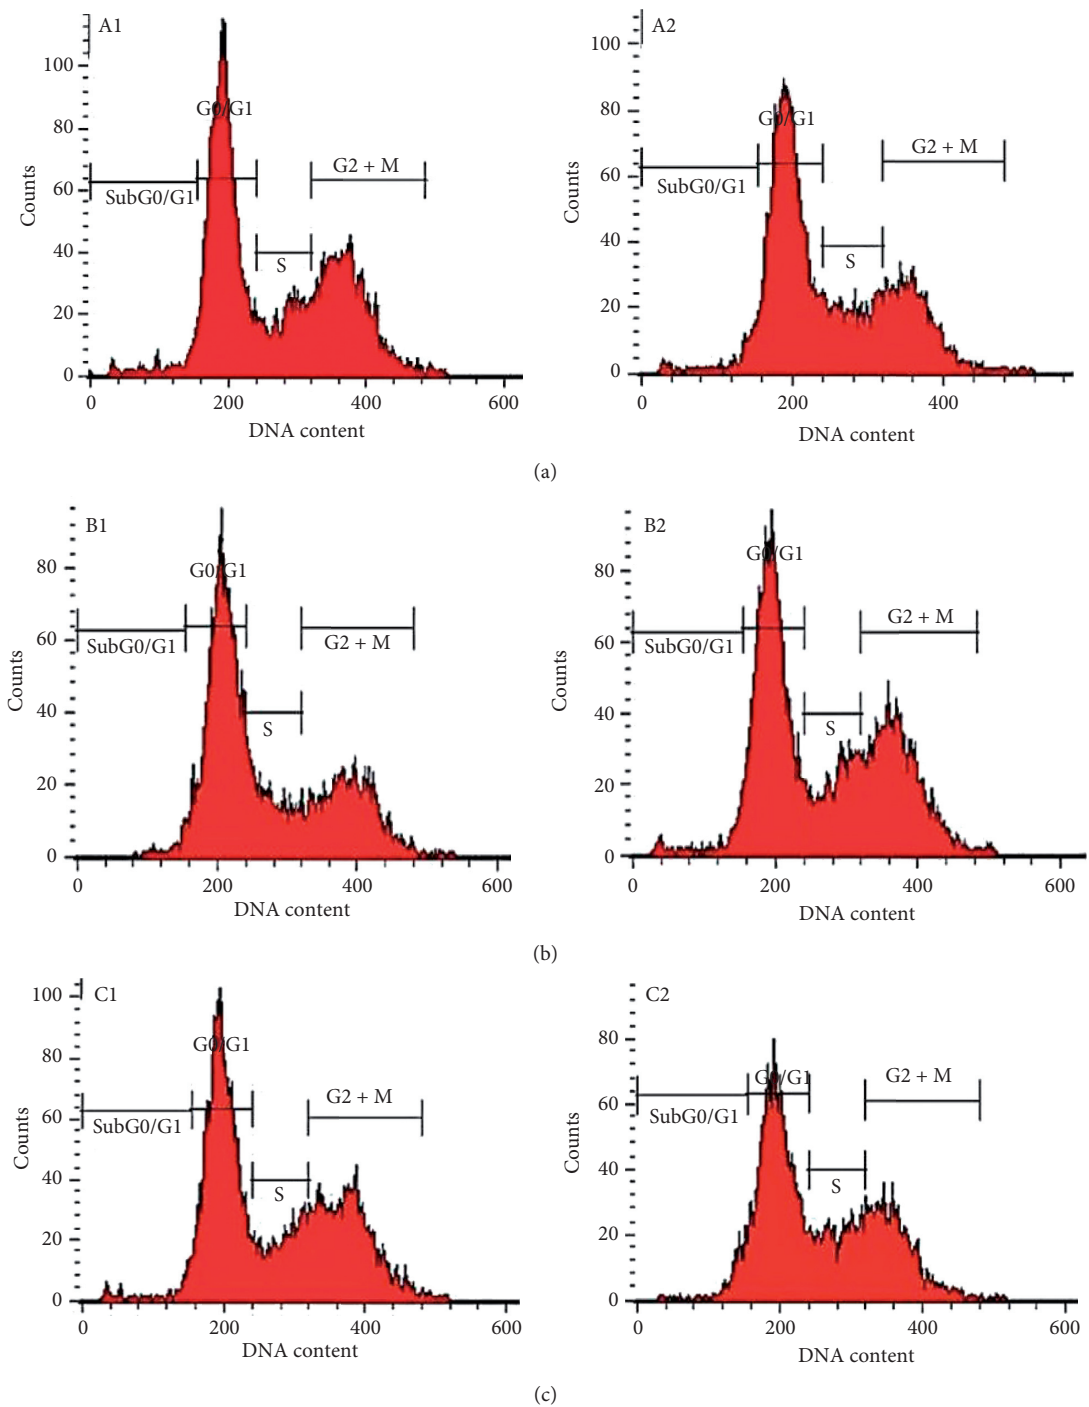 A1
100
80
60
40
20
0
Counts
SubG0/G1
G0/G1
S
G2 + M
0 200 400 600
DNA content
A2
100
80
60
40
20
0
Counts
SubG0/G1
G0/G1
S
G2 + M
0 200 400
DNA content
(a)
B1
80
60
40
20
0
Counts
SubG0/G1
G0/G1
S
G2 + M
0 200 400 600
DNA content
B2
80
60
40
20
0
Counts
SubG0/G1
G0/G1
S
G2 + M
0 200 400 600
DNA content
(b)
C1
100
80
60
40
20
0
Counts
SubG0/G1
G0/G1
S
G2 + M
0 200 400 600
DNA content
C2
80
60
40
20
0
Counts
SubG0/G1
G0/G1
S
G2 + M
0 200 400 600
DNA content
(c)